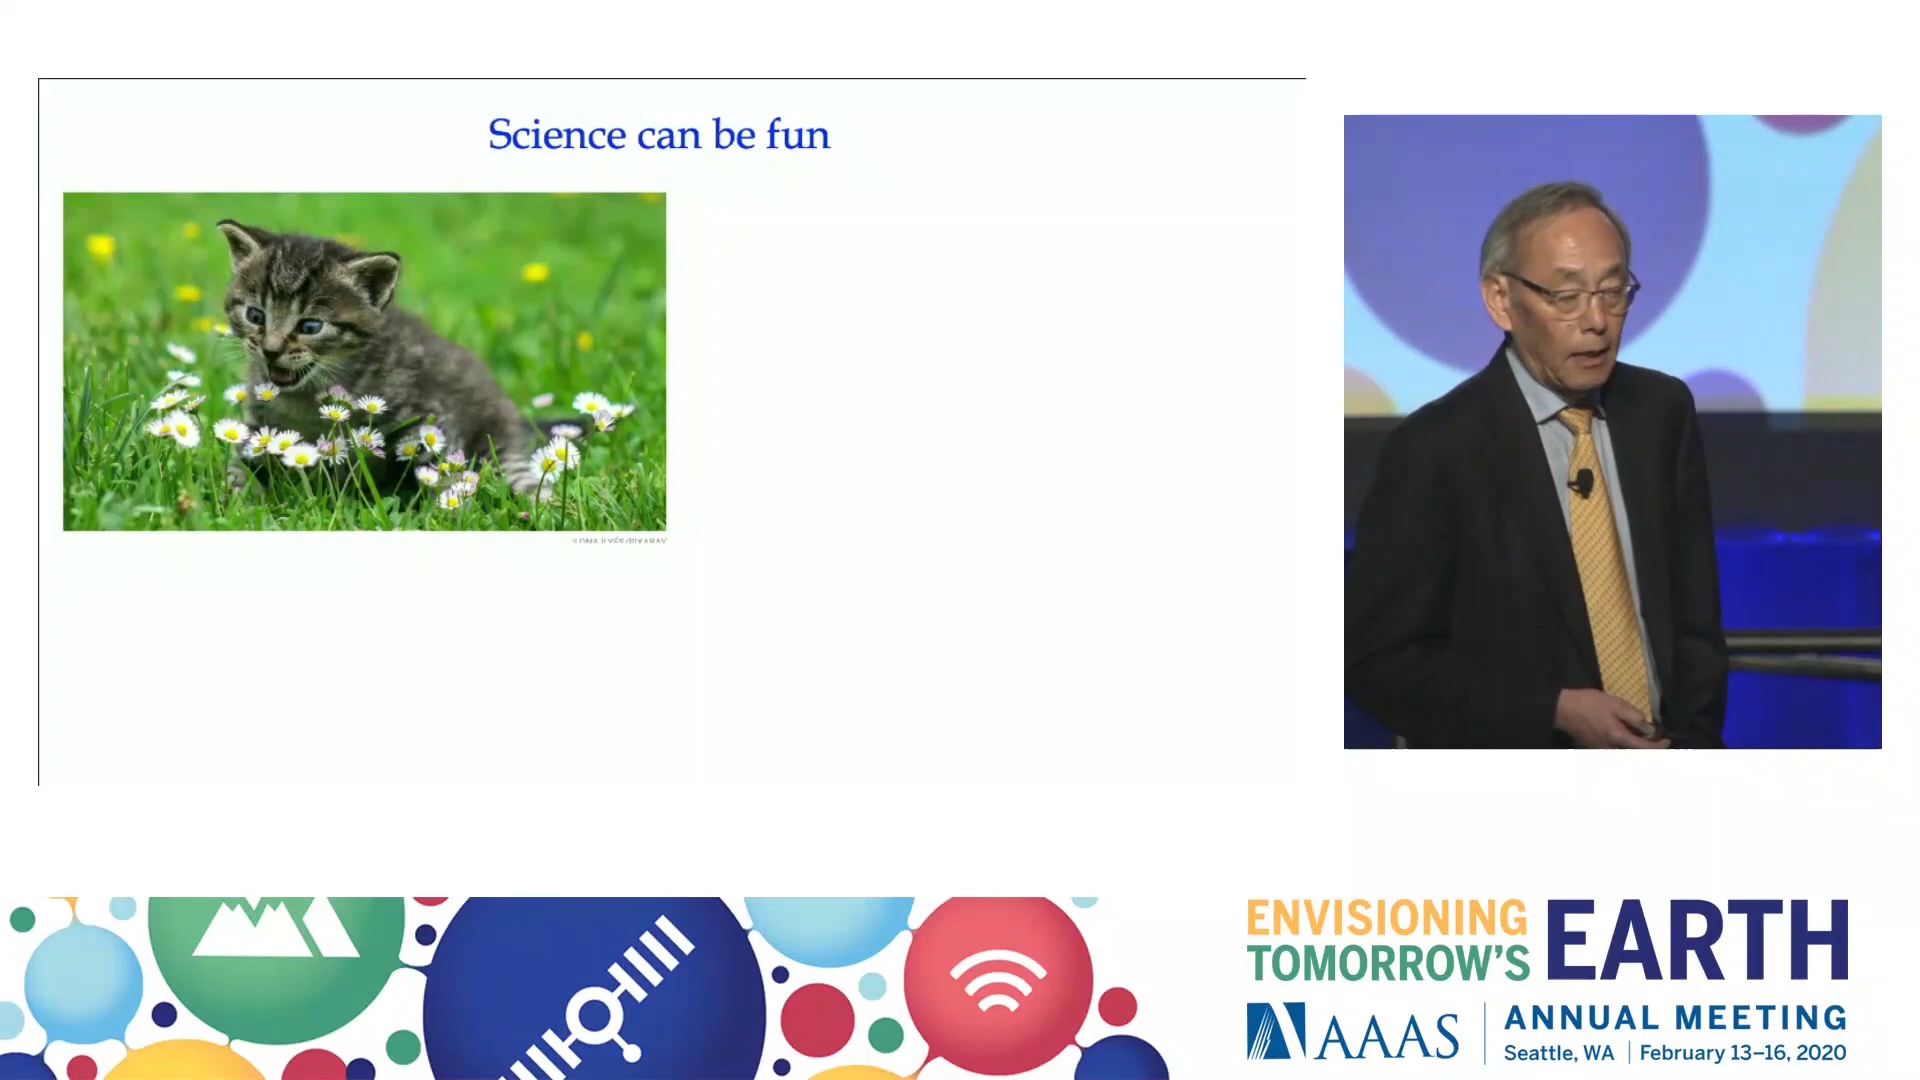 Science can be fun
ENVISIONING
TOMORROW'S
EARTH
AAAS
ANNUAL MEETING
Seattle, WA | February 13–16, 2020